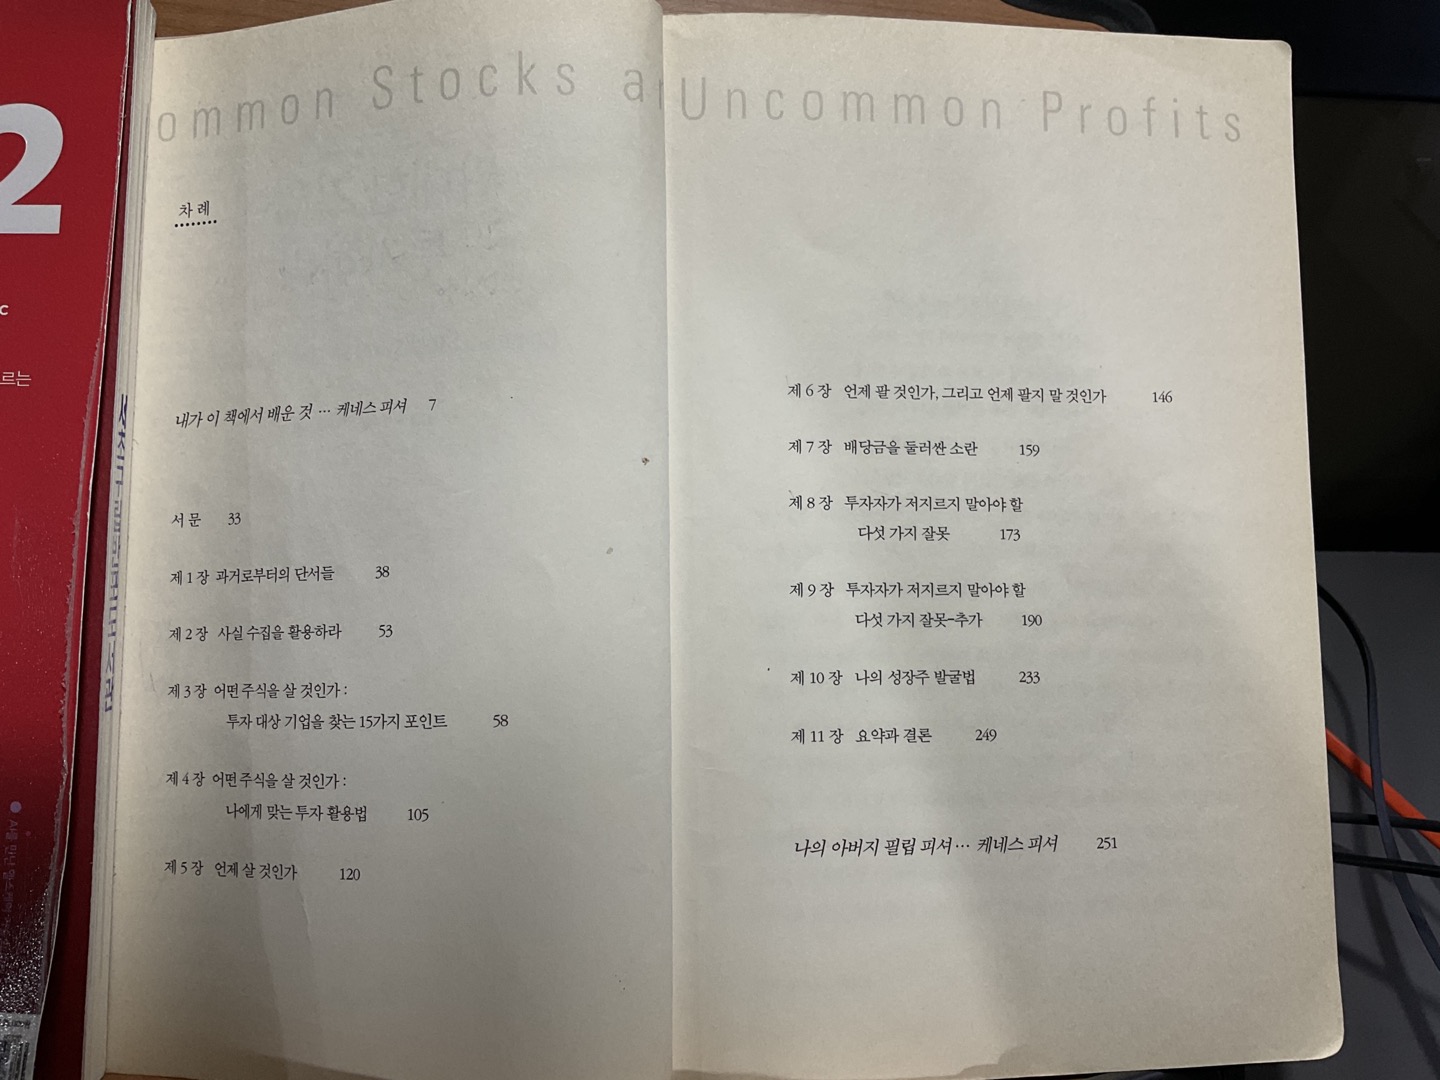 2
르는
ommon Stocks a
차례
내가 이 책에서 배운 것 … 케네스 피셔 7
서문 33
제1장 과거로부터의 단서들 38
제2장 사실 수집을 활용하라 53
제3장 어떤 주식을 살 것인가 :
투자 대상 기업을 찾는 15가지 포인트 58
제4장 어떤 주식을 살 것인가 :
나에게 맞는 투자 활용법 105
제5장 언제 살 것인가 120
Uncommon Profits
제6장 언제 팔 것인가, 그리고 언제 팔지 말 것인가 146
제7장 배당금을 둘러싼 소란 159
제8장 투자자가 저지르지 말아야 할
다섯 가지 잘못 173
제9장 투자자가 저지르지 말아야 할
다섯 가지 잘못-추가 190
제10장 나의 성장주 발굴법 233
제11장 요약과 결론 249
나의 아버지 필립 피셔… 케네스 피셔 251